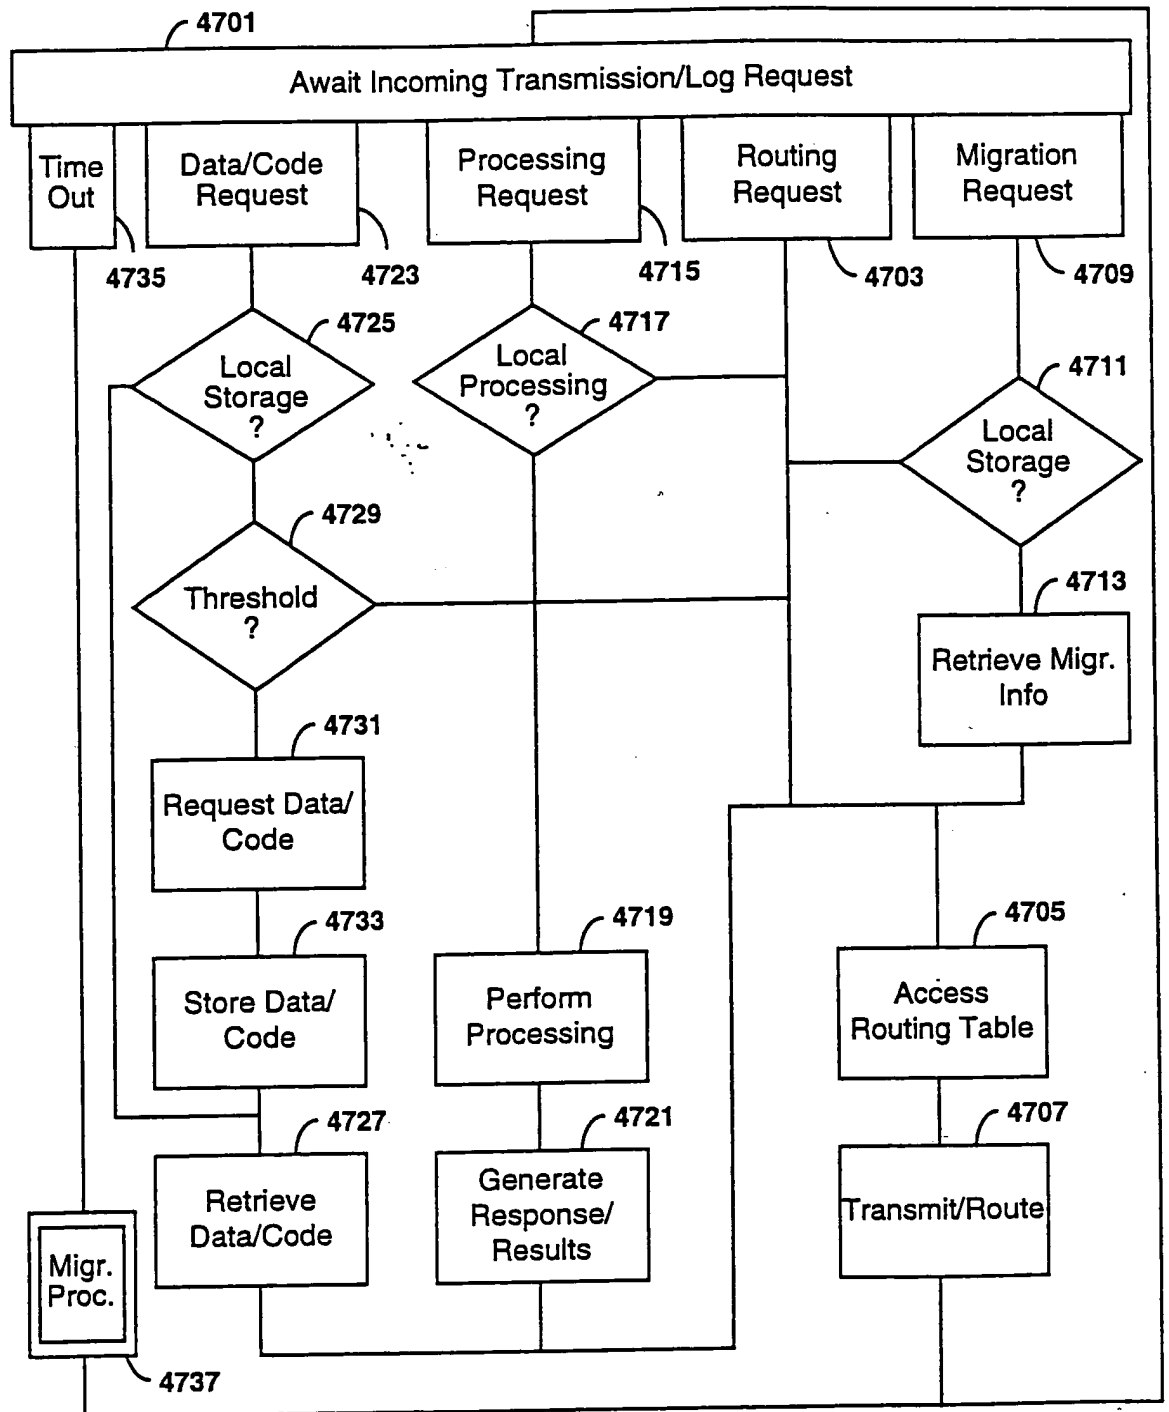 4701
Await Incoming Transmission/Log Request
Time
Out
Data/Code
Request
Processing
Request
Routing
Request
Migration
Request
4735
4723
4715
4703
4709
4725
Local
Storage
?
4717
Local
Processing
?
4711
Local
Storage
?
4729
Threshold
?
4713
Retrieve Migr.
Info
4731
Request Data/
Code
4733
Store Data/
Code
4719
Perform
Processing
4705
Access
Routing Table
4727
Retrieve
Data/Code
4721
Generate
Response/
Results
4707
Transmit/Route
Migr.
Proc.
4737